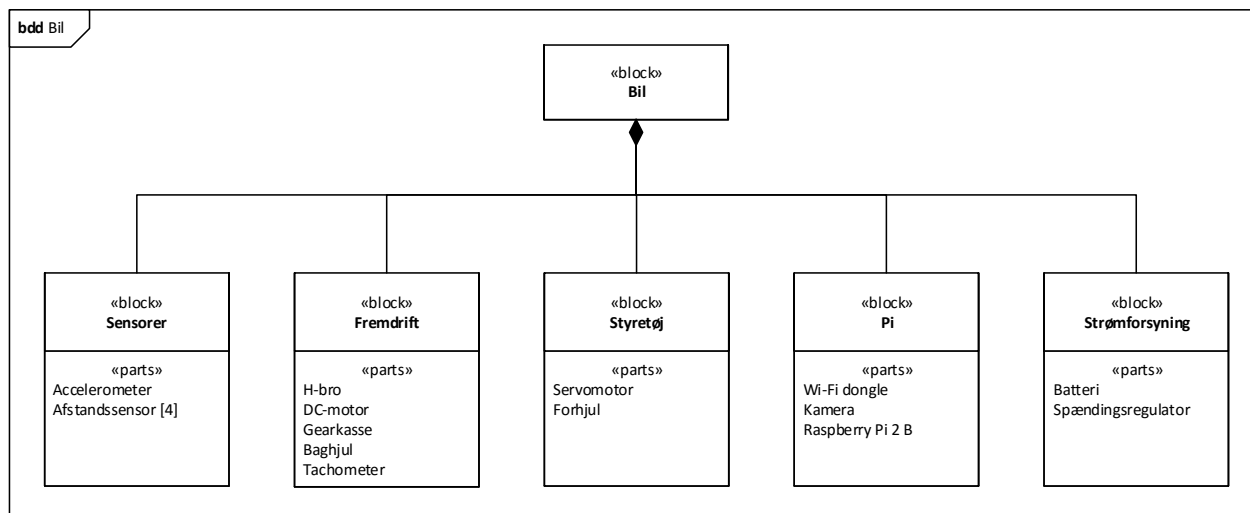 bdd Bil
«block»
Bil
«block»
Sensorer
«parts»
Accelerometer
Afstandssensor [4]
«block»
Fremdrift
«parts»
H-bro
DC-motor
Gearkasse
Baghjul
Tachometer
«block»
Styretøj
«parts»
Servomotor
Forhjul
«block»
Pi
«parts»
Wi-Fi dongle
Kamera
Raspberry Pi 2 B
«block»
Strømforsyning
«parts»
Batteri
Spændingsregulator